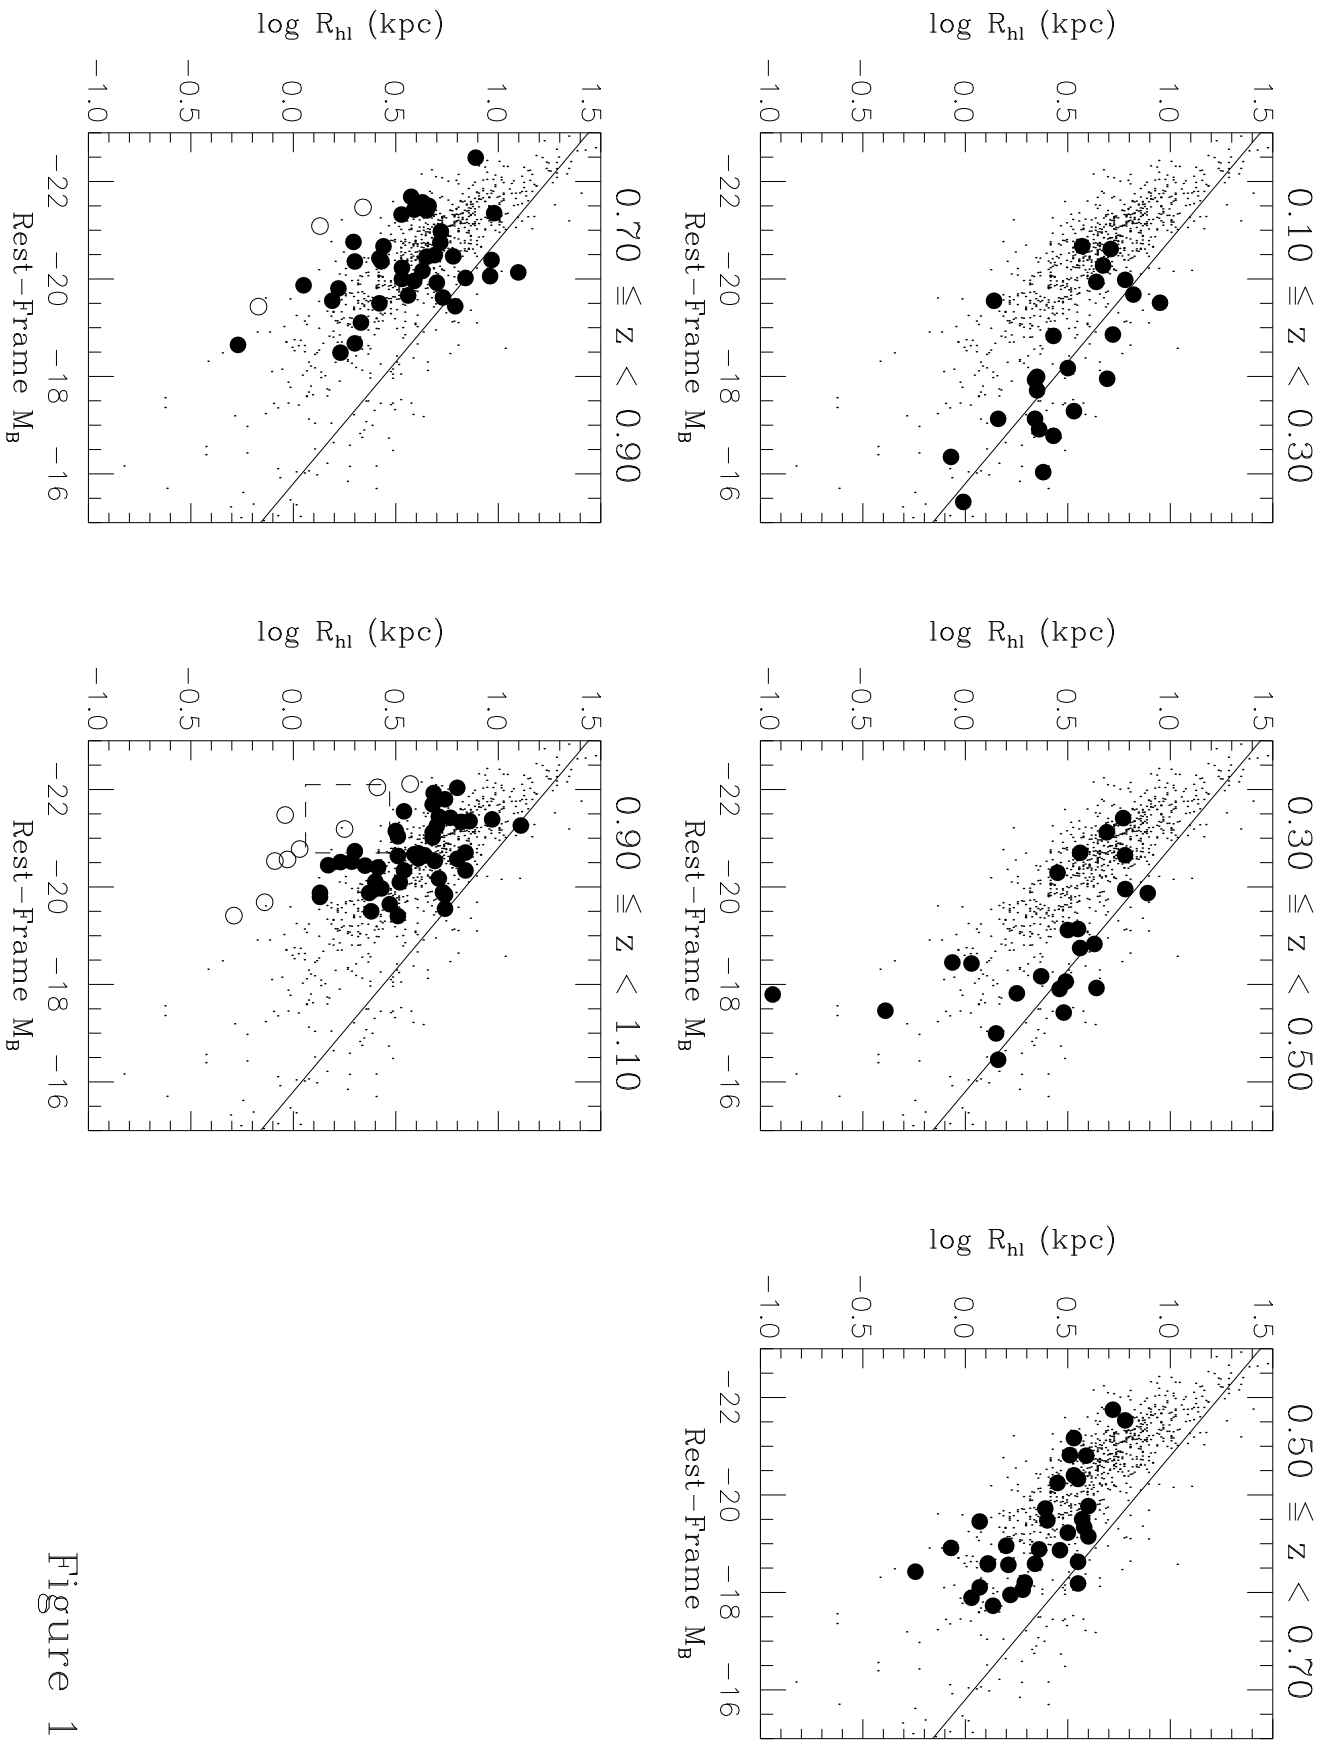 0.10 ≤ z < 0.30
log R_hl (kpc)
1.5
1.0
0.5
0.0
−0.5
−1.0
−22 −20 −18 −16
Rest−Frame M_B
0.30 ≤ z < 0.50
log R_hl (kpc)
1.5
1.0
0.5
0.0
−0.5
−1.0
−22 −20 −18 −16
Rest−Frame M_B
0.50 ≤ z < 0.70
log R_hl (kpc)
1.5
1.0
0.5
0.0
−0.5
−1.0
−22 −20 −18 −16
Rest−Frame M_B
0.70 ≤ z < 0.90
log R_hl (kpc)
1.5
1.0
0.5
0.0
−0.5
−1.0
−22 −20 −18 −16
Rest−Frame M_B
0.90 ≤ z < 1.10
log R_hl (kpc)
1.5
1.0
0.5
0.0
−0.5
−1.0
−22 −20 −18 −16
Rest−Frame M_B
Figure 1